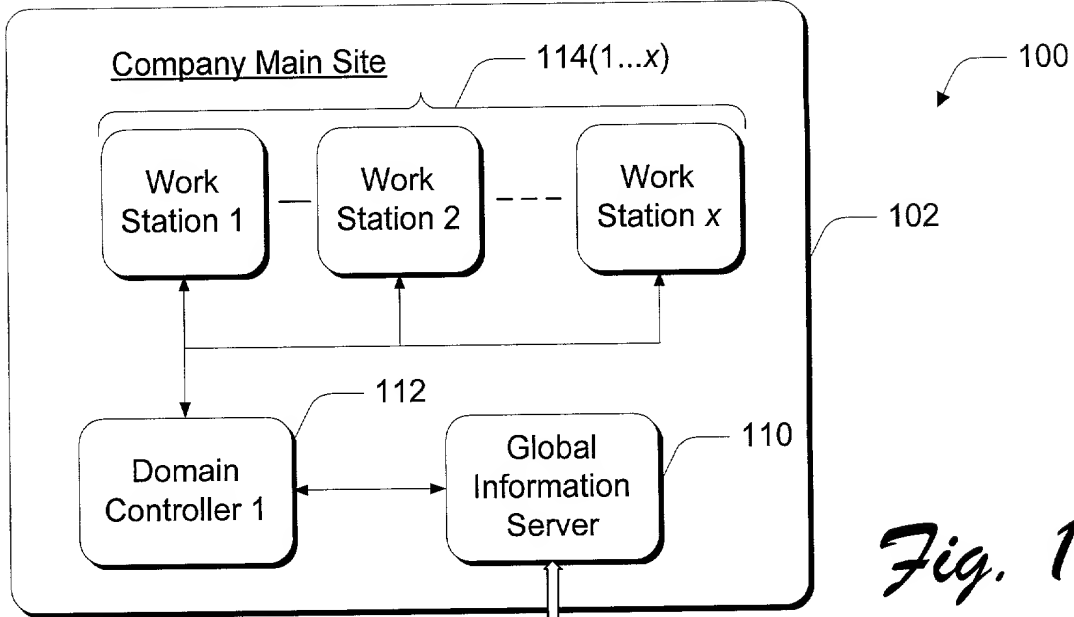 Company Main Site
114(1...x)
100
Work
Station 1
Work
Station 2
Work
Station x
102
112
110
Domain
Controller 1
Global
Information
Server
Fig. 1